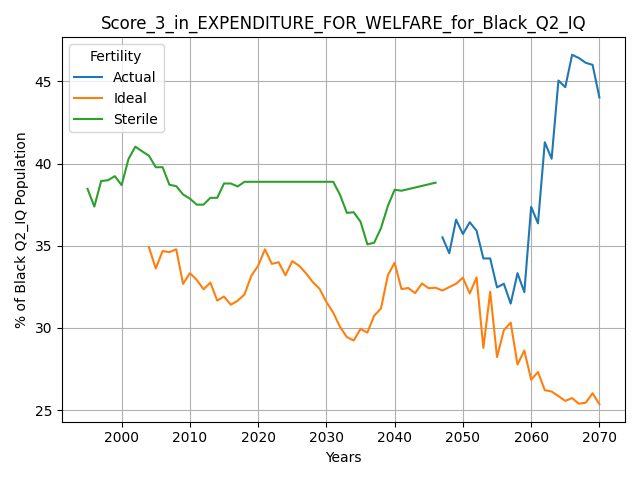 Score_3_in_EXPENDITURE_FOR_WELFARE_for_Black_Q2_IQ
Fertility
Actual
Ideal
Sterile
% of Black Q2_IQ Population
45
40
35
30
25
2000
2010
2020
2030
2040
2050
2060
2070
Years